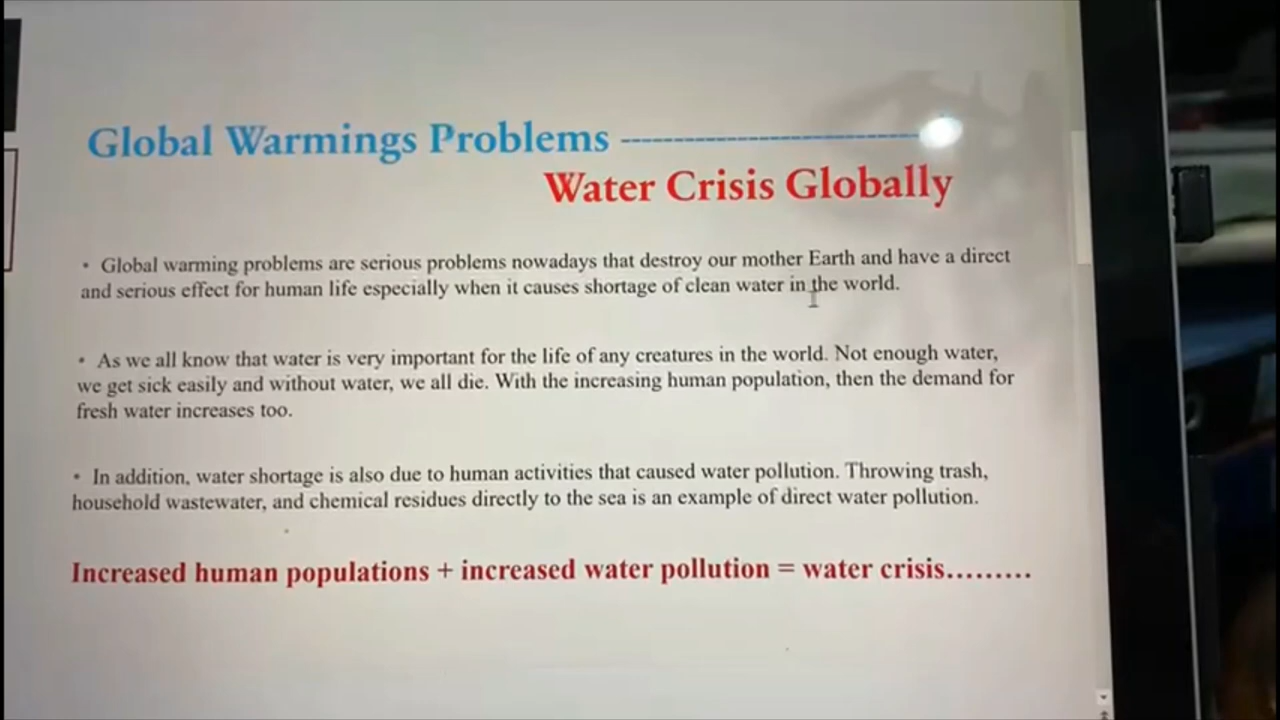 Global Warmings Problems ------------------------------
Water Crisis Globally
• Global warming problems are serious problems nowadays that destroy our mother Earth and have a direct
and serious effect for human life especially when it causes shortage of clean water in the world.
• As we all know that water is very important for the life of any creatures in the world. Not enough water,
we get sick easily and without water, we all die. With the increasing human population, then the demand for
fresh water increases too.
• In addition, water shortage is also due to human activities that caused water pollution. Throwing trash,
household wastewater, and chemical residues directly to the sea is an example of direct water pollution.
Increased human populations + increased water pollution = water crisis.........